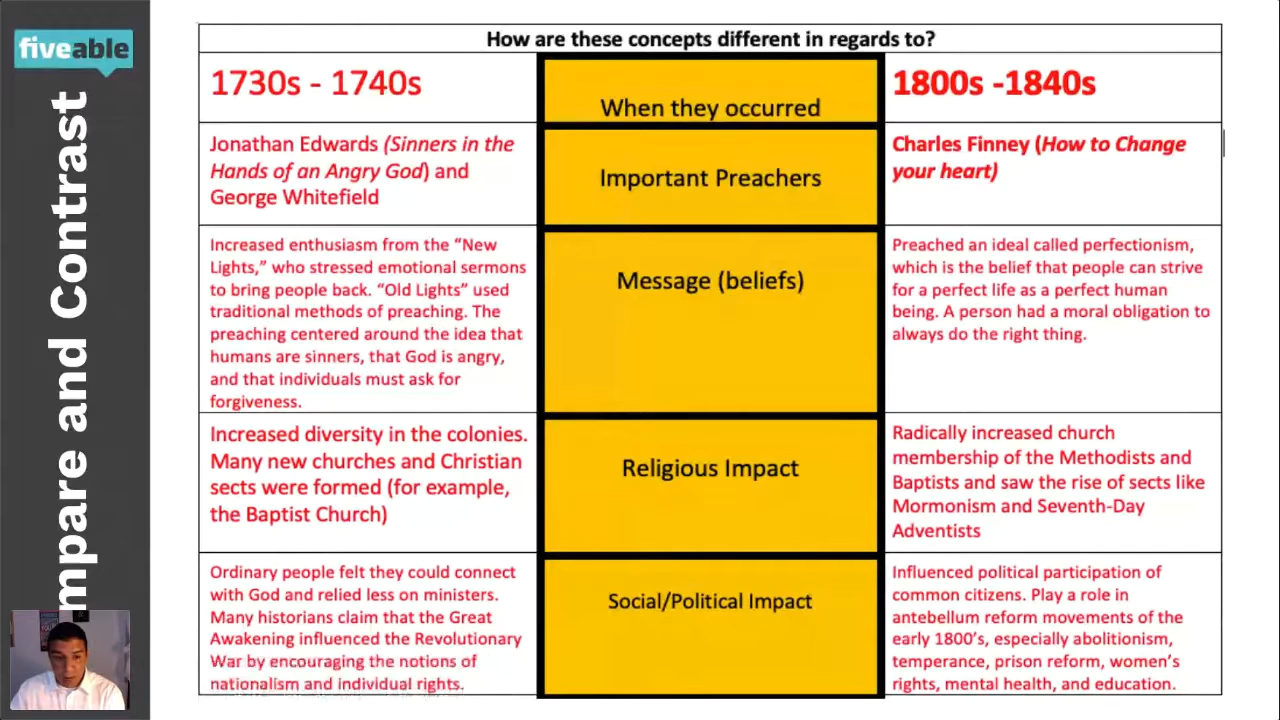 fiveable
mpare and Contrast
How are these concepts different in regards to?
1730s - 1740s
When they occurred
1800s -1840s
Jonathan Edwards (Sinners in the
Hands of an Angry God) and
George Whitefield
Important Preachers
Charles Finney (How to Change
your heart)
Increased enthusiasm from the “New
Lights,” who stressed emotional sermons
to bring people back. “Old Lights” used
traditional methods of preaching. The
preaching centered around the idea that
humans are sinners, that God is angry,
and that individuals must ask for
forgiveness.
Message (beliefs)
Preached an ideal called perfectionism,
which is the belief that people can strive
for a perfect life as a perfect human
being. A person had a moral obligation to
always do the right thing.
Increased diversity in the colonies.
Many new churches and Christian
sects were formed (for example,
the Baptist Church)
Religious Impact
Radically increased church
membership of the Methodists and
Baptists and saw the rise of sects like
Mormonism and Seventh-Day
Adventists
Ordinary people felt they could connect
with God and relied less on ministers.
Many historians claim that the Great
Awakening influenced the Revolutionary
War by encouraging the notions of
nationalism and individual rights.
Social/Political Impact
Influenced political participation of
common citizens. Play a role in
antebellum reform movements of the
early 1800’s, especially abolitionism,
temperance, prison reform, women’s
rights, mental health, and education.